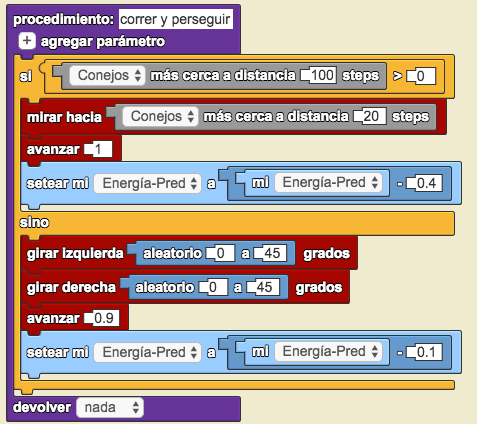 procedimiento: correr y perseguir
+ agregar parámetro
si Conejos más cerca a distancia 100 steps > 0
mirar hacia Conejos más cerca a distancia 20 steps
avanzar 1
setear mi Energía-Pred a mi Energía-Pred - 0.4
sino
girar izquierda aleatorio 0 a 45 grados
girar derecha aleatorio 0 a 45 grados
avanzar 0.9
setear mi Energía-Pred a mi Energía-Pred - 0.1
devolver nada